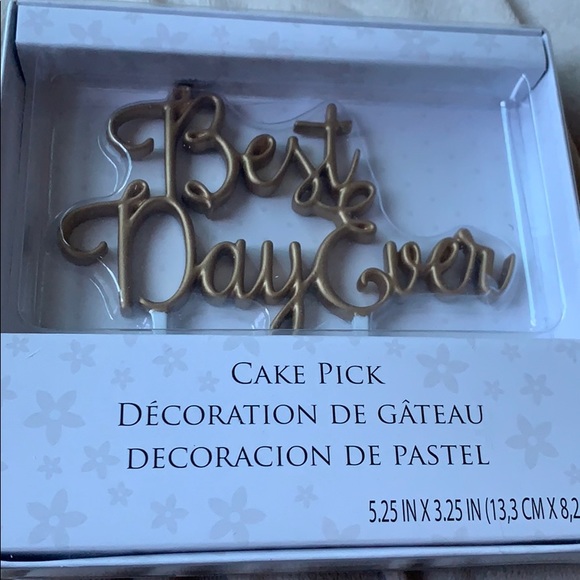 Best
Day Ever
CAKE PICK
DÉCORATION DE GÂTEAU
DECORACION DE PASTEL
5.25 IN X 3.25 IN (13,3 CM X 8,2